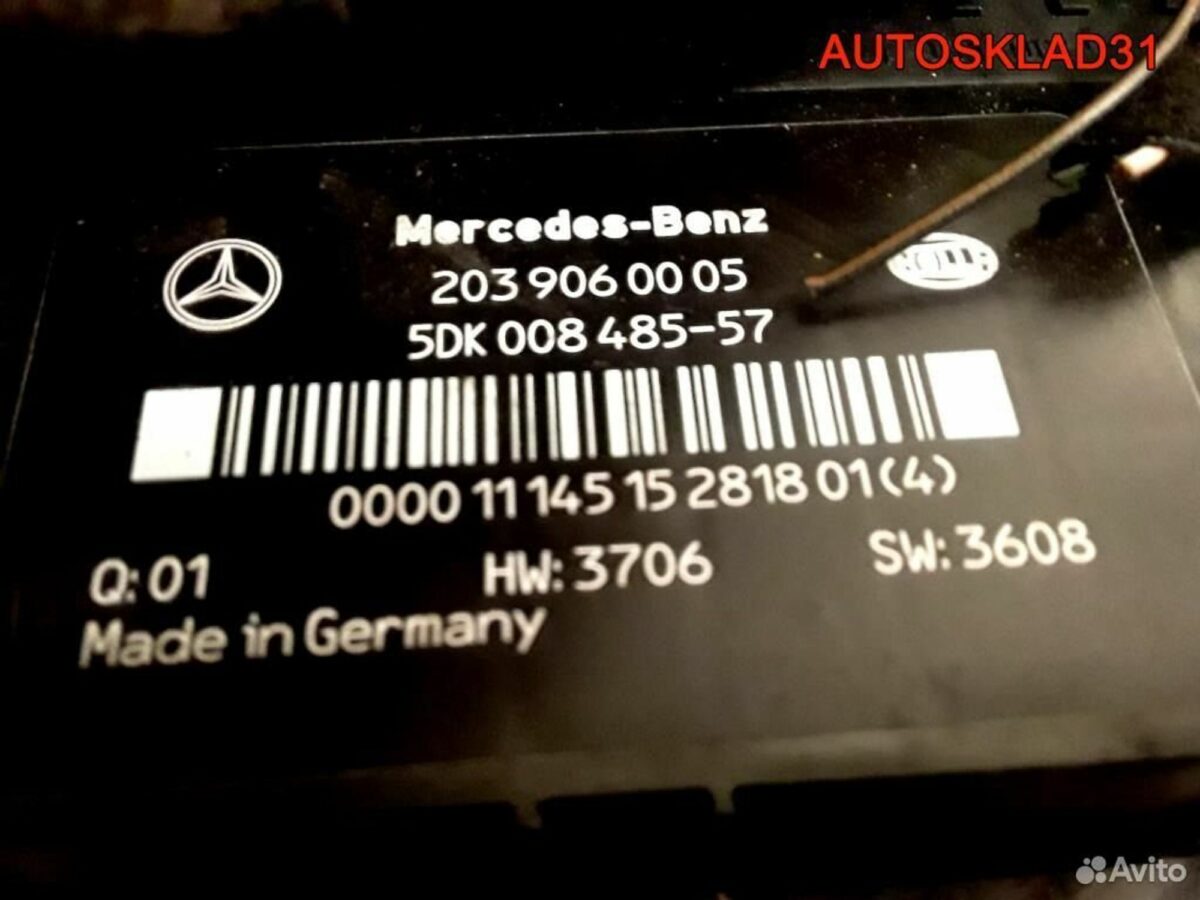 AUTOSKLAD31
Mercedes-Benz
203 906 00 05
5DK 008 485-57
0000 11 145 15 2818 01 (4)
Q: 01 HW: 3706 SW: 3608
Made in Germany
Avito